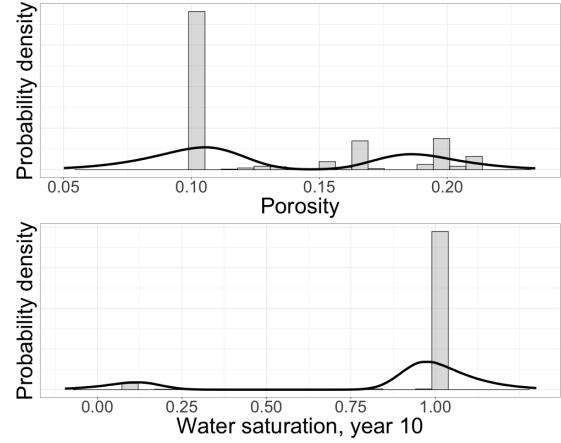 Probability density
0.05 0.10 0.15 0.20
Porosity
Probability density
0.00 0.25 0.50 0.75 1.00
Water saturation, year 10